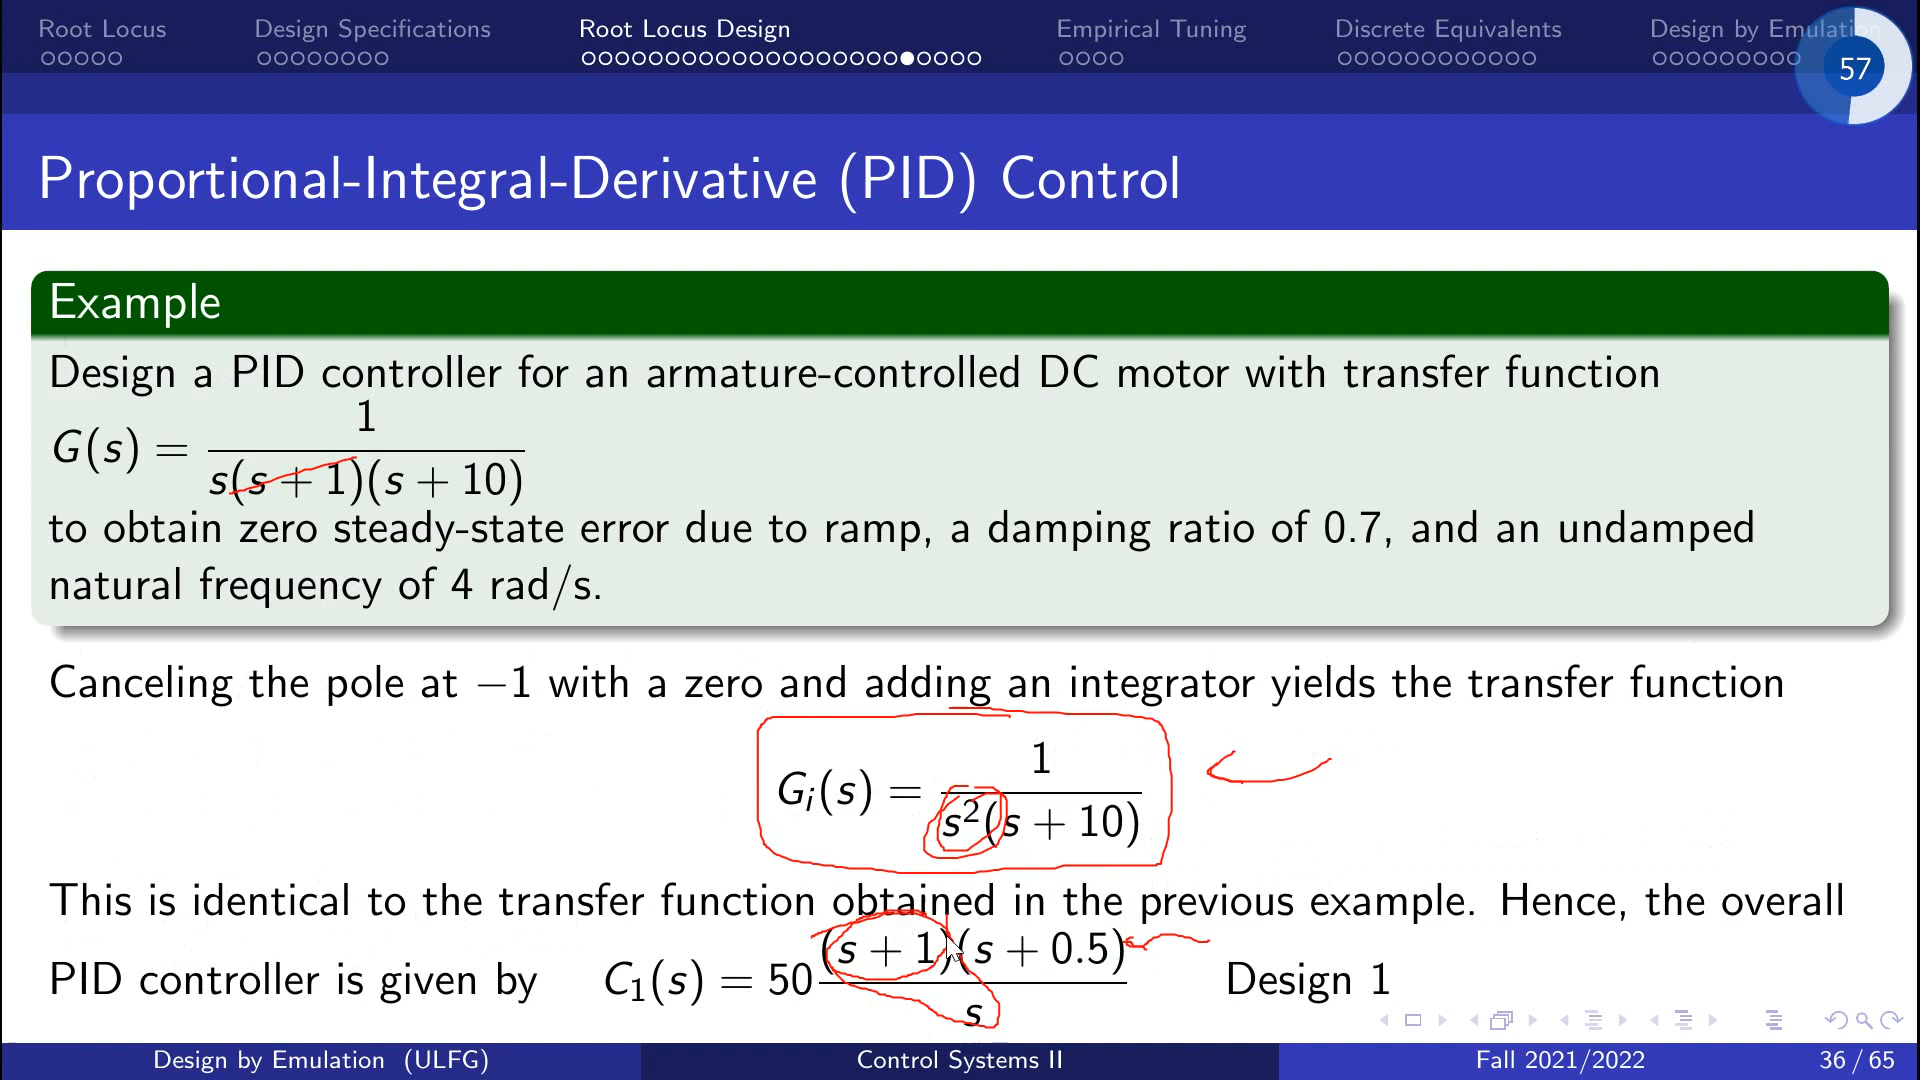 Root Locus Design Specifications Root Locus Design Empirical Tuning Discrete Equivalents Design by Emulation
57
Proportional-Integral-Derivative (PID) Control
Example
Design a PID controller for an armature-controlled DC motor with transfer function
G(s) = 1 / s(s + 1)(s + 10)
to obtain zero steady-state error due to ramp, a damping ratio of 0.7, and an undamped
natural frequency of 4 rad/s.
Canceling the pole at −1 with a zero and adding an integrator yields the transfer function
Gᵢ(s) = 1 / s²(s + 10)
This is identical to the transfer function obtained in the previous example. Hence, the overall
PID controller is given by C₁(s) = 50 (s + 1)(s + 0.5) / s Design 1
Design by Emulation (ULFG) Control Systems II Fall 2021/2022 36 / 65